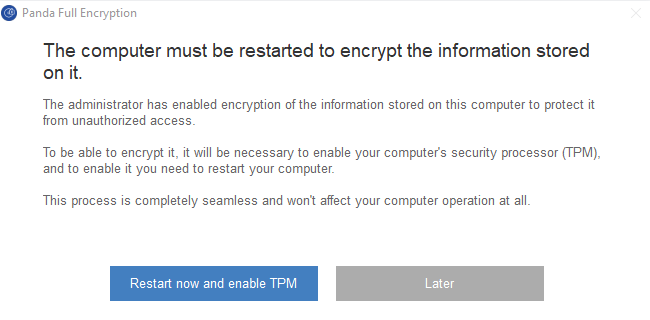 Panda Full Encryption
The computer must be restarted to encrypt the information stored
on it.
The administrator has enabled encryption of the information stored on this computer to protect it
from unauthorized access.
To be able to encrypt it, it will be necessary to enable your computer's security processor (TPM),
and to enable it you need to restart your computer.
This process is completely seamless and won't affect your computer operation at all.
Restart now and enable TPM
Later